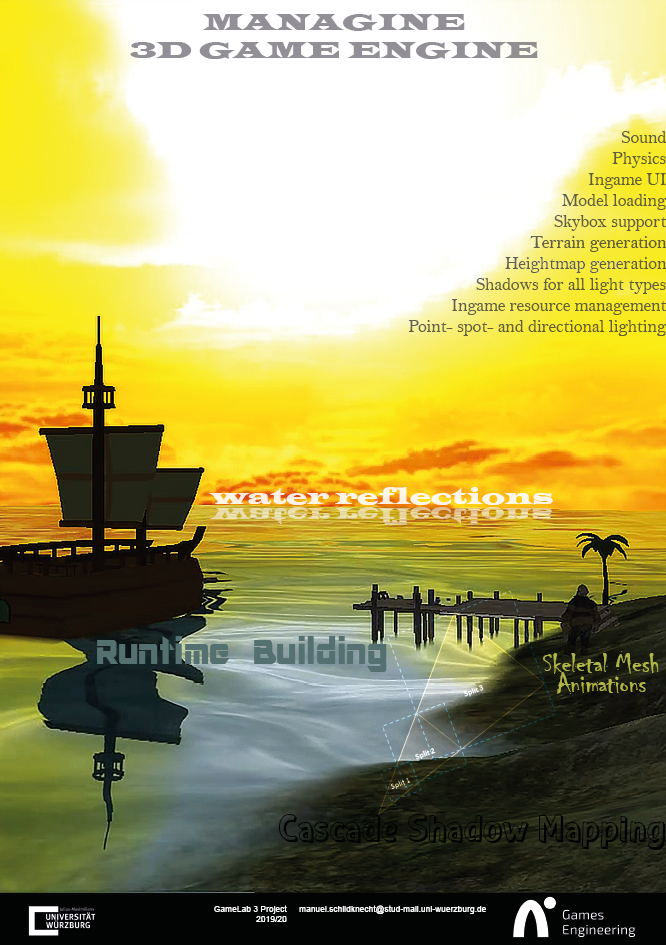 MANAGINE
3D GAME ENGINE
Sound
Physics
Ingame UI
Model loading
Skybox support
Terrain generation
Heightmap generation
Shadows for all light types
Ingame resource management
Point- spot- and directional lighting
water reflections
Runtime Building
Skeletal Mesh
Animations
Split 3
Split 2
Split 1
Cascade Shadow Mapping
Julius-Maximilians-
UNIVERSITÄT
WÜRZBURG
GameLab 3 Project
2019/20
manuel.schildknecht@stud-mail.uni-wuerzburg.de
Games
Engineering